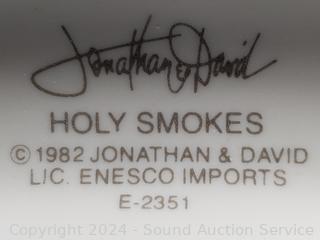 Jonathan & David
HOLY SMOKES
© 1982 JONATHAN & DAVID
LIC. ENESCO IMPORTS
E-2351
Copyright 2024 - Sound Auction Service